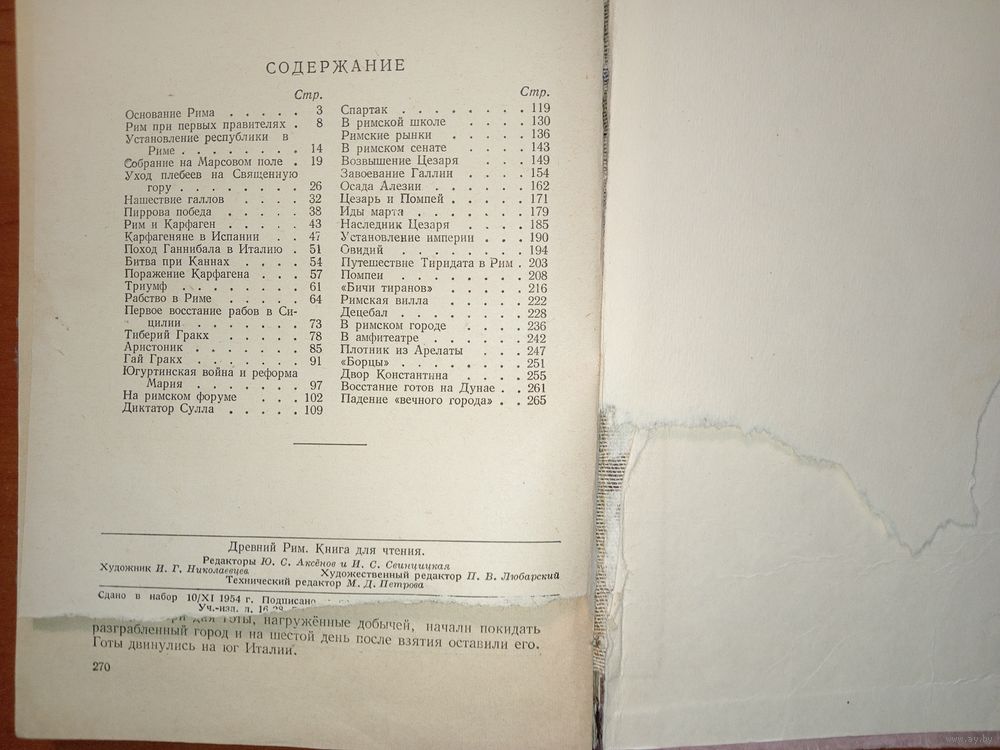 СОДЕРЖАНИЕ
Стр.
Основание Рима . . . . . 3
Рим при первых правителях . 8
Установление республики в
Риме . . . . . . . . 14
Собрание на Марсовом поле . 19
Уход плебеев на Священную
гору . . . . . . . . 26
Нашествие галлов . . . . 32
Пиррова победа . . . . . 38
Рим и Карфаген . . . . . 43
Карфагеняне в Испании . . 47
Поход Ганнибала в Италию . 51
Битва при Каннах . . . . 54
Поражение Карфагена . . . 57
Триумф . . . . . . . . 61
Рабство в Риме . . . . . 64
Первое восстание рабов в Си-
цилии . . . . . . . 73
Тиберий Гракх . . . . . 78
Аристоник . . . . . . . 85
Гай Гракх . . . . . . . 91
Югуртинская война и реформа
Мария . . . . . . . 97
На римском форуме . . . 102
Диктатор Сулла . . . . . 109
Стр.
Спартак . . . . . . . . 119
В римской школе . . . . 130
Римские рынки . . . . . 136
В римском сенате . . . . 143
Возвышение Цезаря . . . 149
Завоевание Галлии . . . . 154
Осада Алезии . . . . . . 162
Цезарь и Помпей . . . . . 171
Иды марта . . . . . . . 179
Наследник Цезаря . . . . 185
Установление империи . . . 190
Овидий . . . . . . . . 194
Путешествие Тиридата в Рим . 203
Помпеи . . . . . . . . 208
«Бичи тиранов» . . . . . 216
Римская вилла . . . . . 222
Децебал . . . . . . . . 228
В римском городе . . . . 236
В амфитеатре . . . . . . 242
Плотник из Арелаты . . . 247
«Борцы» . . . . . . . . 251
Двор Константина . . . . 255
Восстание готов на Дунае . . 261
Падение «вечного города» . . 265
Древний Рим. Книга для чтения.
Редакторы Ю. С. Аксёнов и И. С. Свинцицкая
Художник И. Г. Николаевцев Художественный редактор П. В. Любарский
Технический редактор М. Д. Петрова
Сдано в набор 10/XI 1954 г. Подписано
Уч.-изд. л.
дня готы, нагружённые добычей, начали покидать
разграбленный город и на шестой день после взятия оставили его.
Готы двинулись на юг Италии.
270
www.ay.by